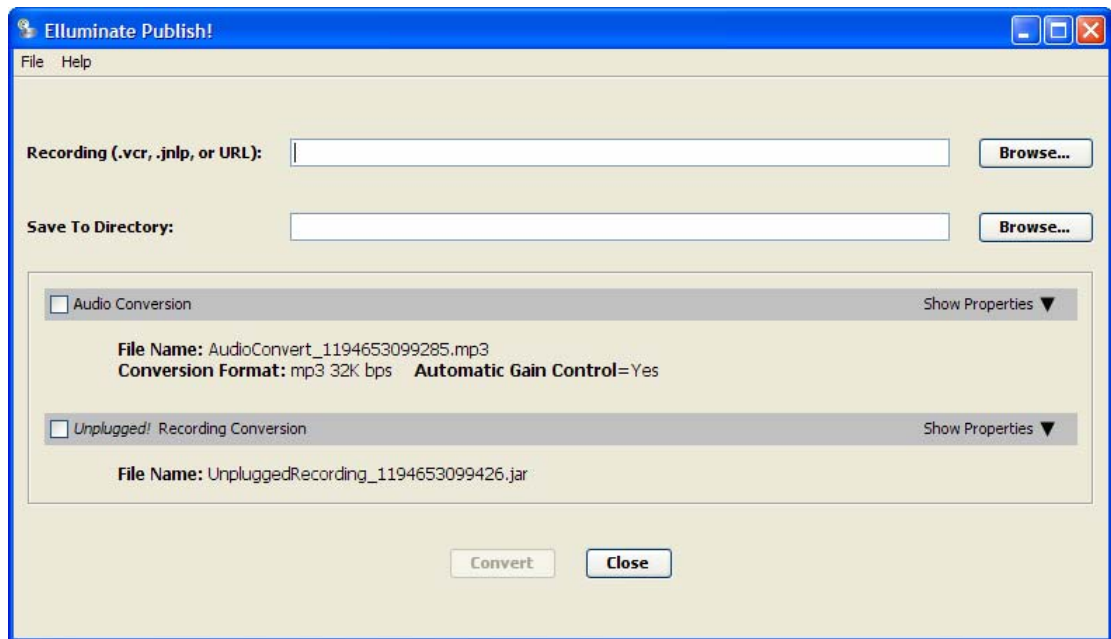 Elluminate Publish!
File Help
Recording (.vcr, .jnlp, or URL): Browse...
Save To Directory: Browse...
Audio Conversion Show Properties ▼
File Name: AudioConvert_1194653099285.mp3
Conversion Format: mp3 32K bps Automatic Gain Control=Yes
Unplugged! Recording Conversion Show Properties ▼
File Name: UnpluggedRecording_1194653099426.jar
Convert Close